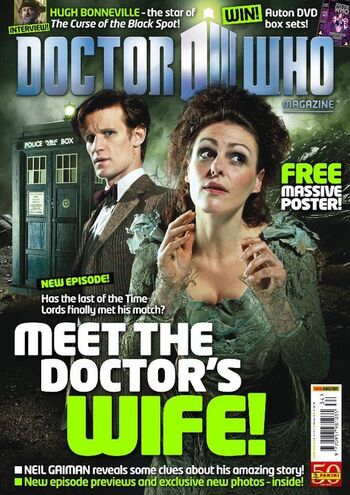 HUGH BONNEVILLE - the star of
The Curse of the Black Spot!
INTERVIEW!
WIN!
Auton DVD
box sets!
DOCTOR WHO
MAGAZINE
POLICE BOX
FREE
MASSIVE
POSTER!
NEW EPISODE!
Has the last of the Time
Lords finally met his match?
MEET THE
DOCTOR'S
WIFE!
■ NEIL GAIMAN reveals some clues about his amazing story!
■ New episode previews and exclusive new photos - inside!
50
PANINI